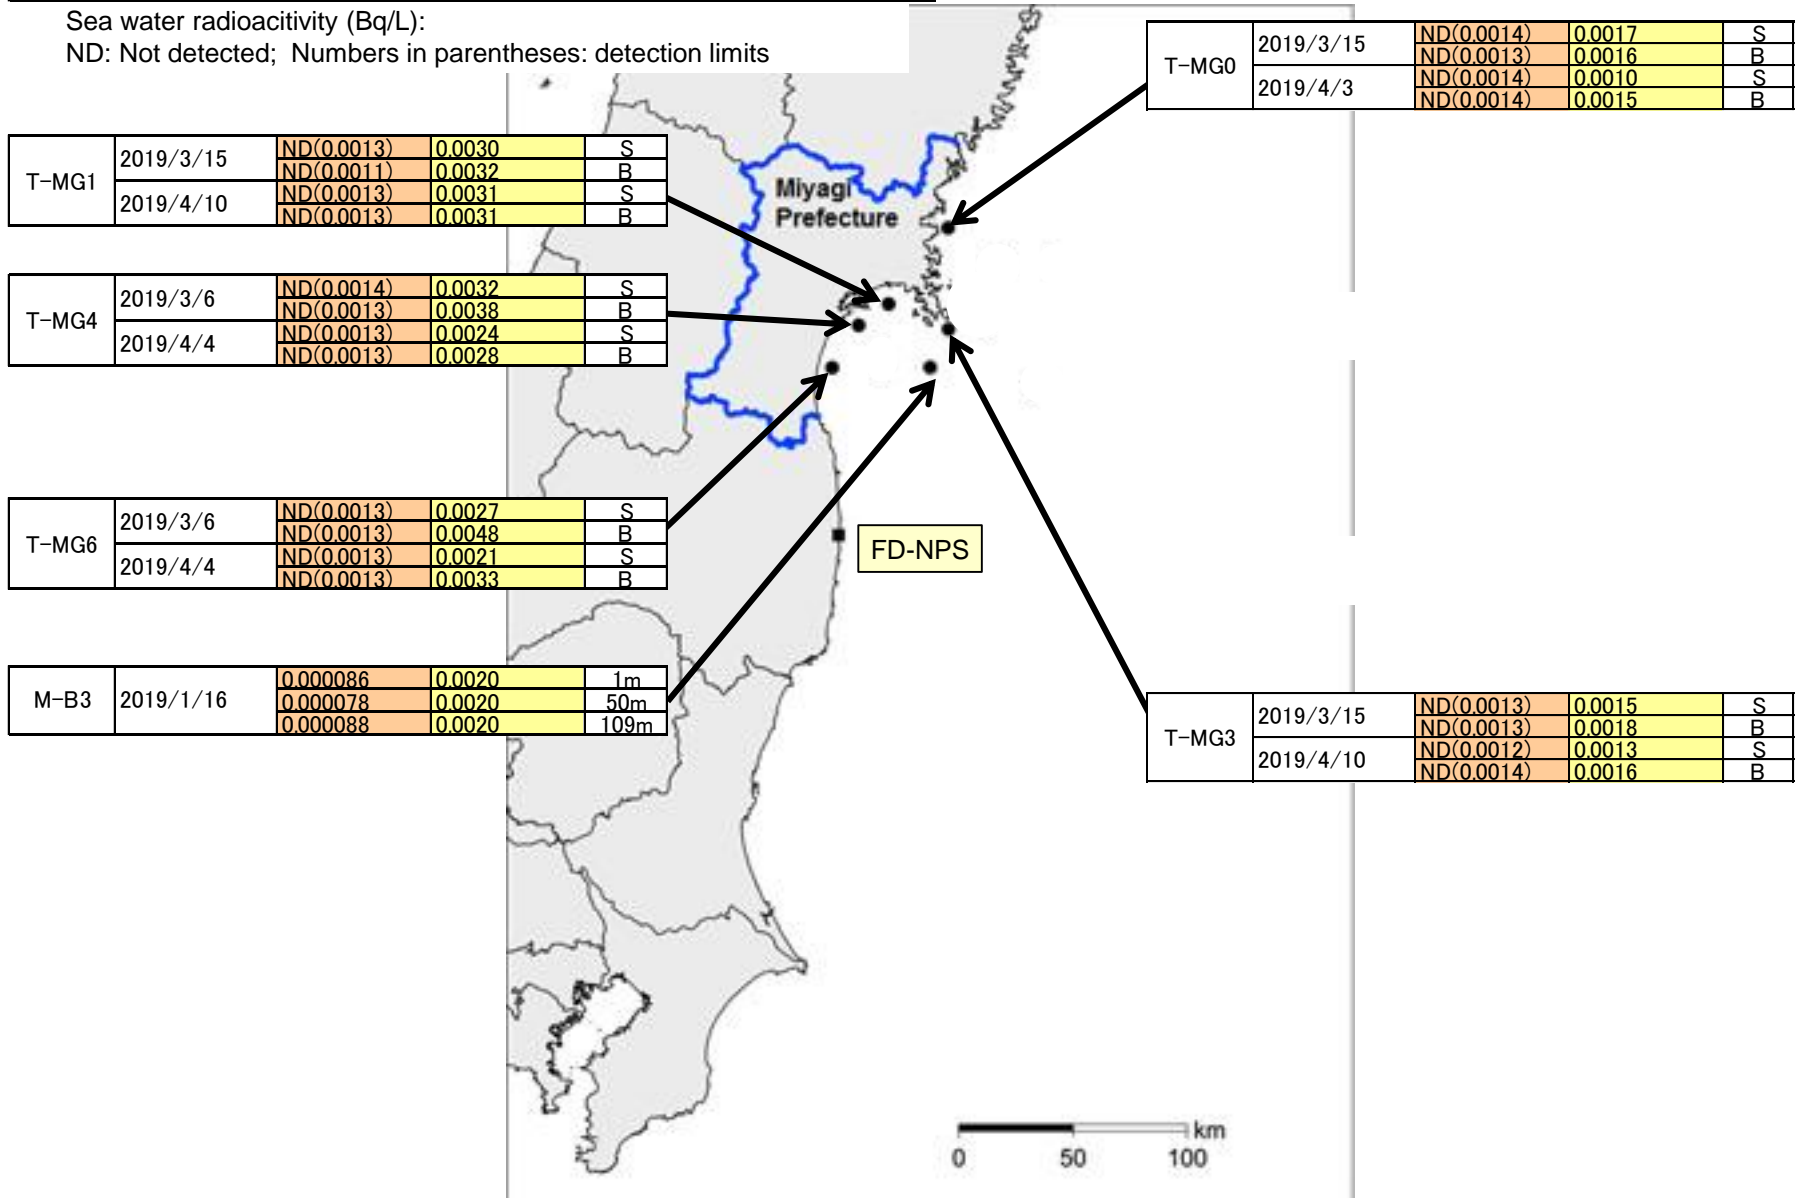 Sea water radioacitivity (Bq/L):
ND: Not detected; Numbers in parentheses: detection limits
T-MG0
2019/3/15
ND(0.0014) 0.0017 S
ND(0.0013) 0.0016 B
2019/4/3
ND(0.0014) 0.0010 S
ND(0.0014) 0.0015 B
T-MG1
2019/3/15
ND(0.0013) 0.0030 S
ND(0.0011) 0.0032 B
2019/4/10
ND(0.0013) 0.0031 S
ND(0.0013) 0.0031 B
Miyagi
Prefecture
T-MG4
2019/3/6
ND(0.0014) 0.0032 S
ND(0.0013) 0.0038 B
2019/4/4
ND(0.0013) 0.0024 S
ND(0.0013) 0.0028 B
T-MG6
2019/3/6
ND(0.0013) 0.0027 S
ND(0.0013) 0.0048 B
2019/4/4
ND(0.0013) 0.0021 S
ND(0.0013) 0.0033 B
FD-NPS
M-B3
2019/1/16
0.000086 0.0020 1m
0.000078 0.0020 50m
0.000088 0.0020 109m
T-MG3
2019/3/15
ND(0.0013) 0.0015 S
ND(0.0013) 0.0018 B
2019/4/10
ND(0.0012) 0.0013 S
ND(0.0014) 0.0016 B
km
0 50 100